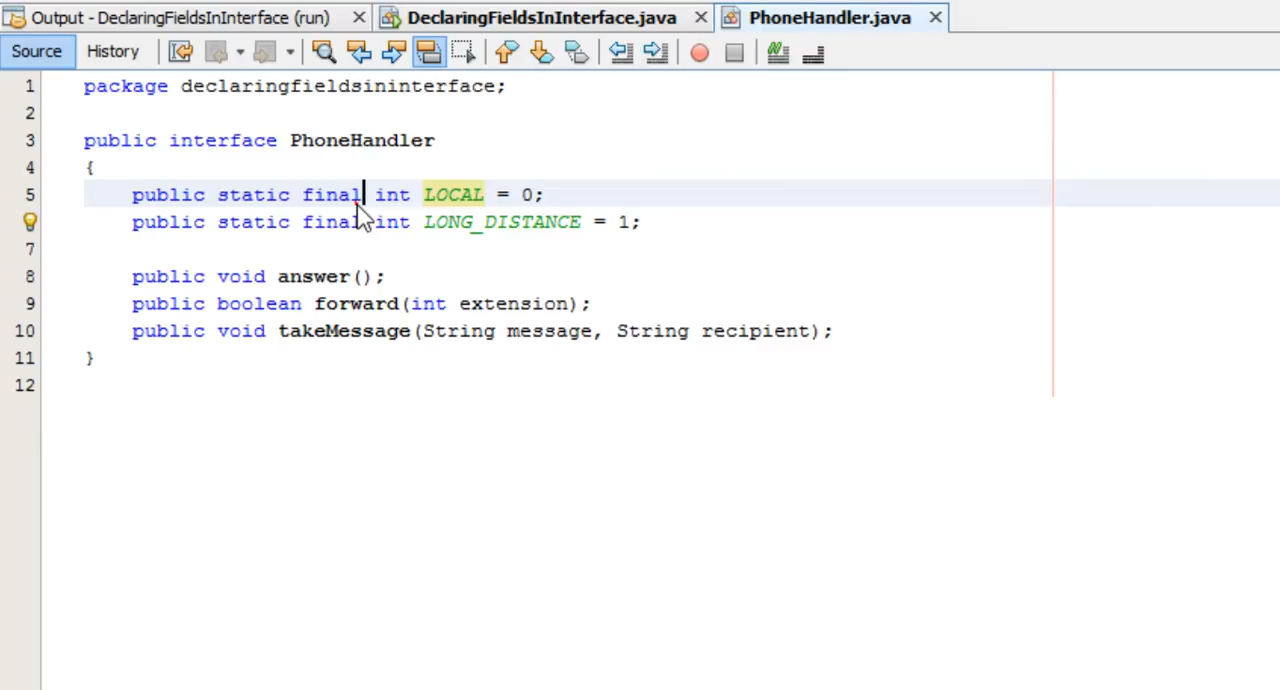 Output - DeclaringFieldsInInterface (run) DeclaringFieldsInInterface.java PhoneHandler.java
Source History
1 package declaringfieldsininterface;
2
3 public interface PhoneHandler
4 {
5 public static final int LOCAL = 0;
public static final int LONG_DISTANCE = 1;
7
8 public void answer();
9 public boolean forward(int extension);
10 public void takeMessage(String message, String recipient);
11 }
12